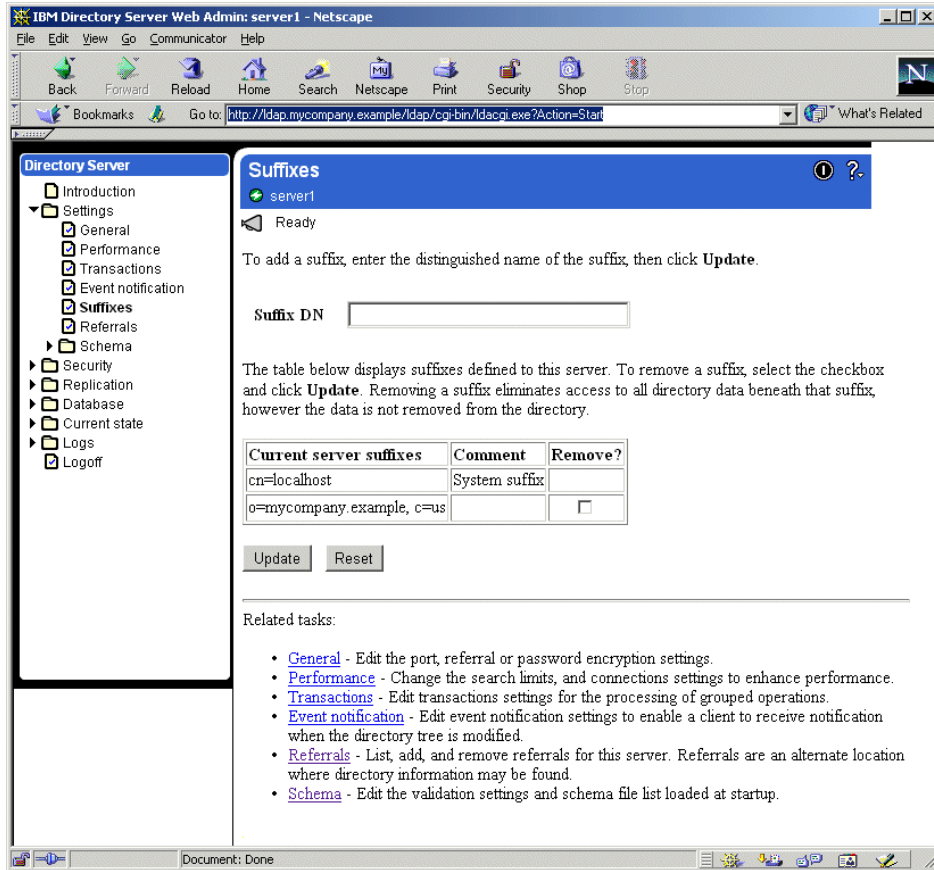 IBM Directory Server Web Admin: server1 - Netscape
File Edit View Go Communicator Help
Back Forward Reload Home Search Netscape Print Security Shop Stop
My
N
Bookmarks Go to: http://ldap.mycompany.example/ldap/cgi-bin/ldacgi.exe?Action=Start What's Related
Directory Server
Introduction
Settings
General
Performance
Transactions
Event notification
Suffixes
Referrals
Schema
Security
Replication
Database
Current state
Logs
Logoff
Suffixes
?
server1
Ready
To add a suffix, enter the distinguished name of the suffix, then click Update.
Suffix DN
The table below displays suffixes defined to this server. To remove a suffix, select the checkbox
and click Update. Removing a suffix eliminates access to all directory data beneath that suffix,
however the data is not removed from the directory.
Current server suffixes Comment Remove?
cn=localhost System suffix
o=mycompany.example, c=us
Update Reset
Related tasks:
• General - Edit the port, referral or password encryption settings.
• Performance - Change the search limits, and connections settings to enhance performance.
• Transactions - Edit transactions settings for the processing of grouped operations.
• Event notification - Edit event notification settings to enable a client to receive notification
when the directory tree is modified.
• Referrals - List, add, and remove referrals for this server. Referrals are an alternate location
where directory information may be found.
• Schema - Edit the validation settings and schema file list loaded at startup.
Document: Done